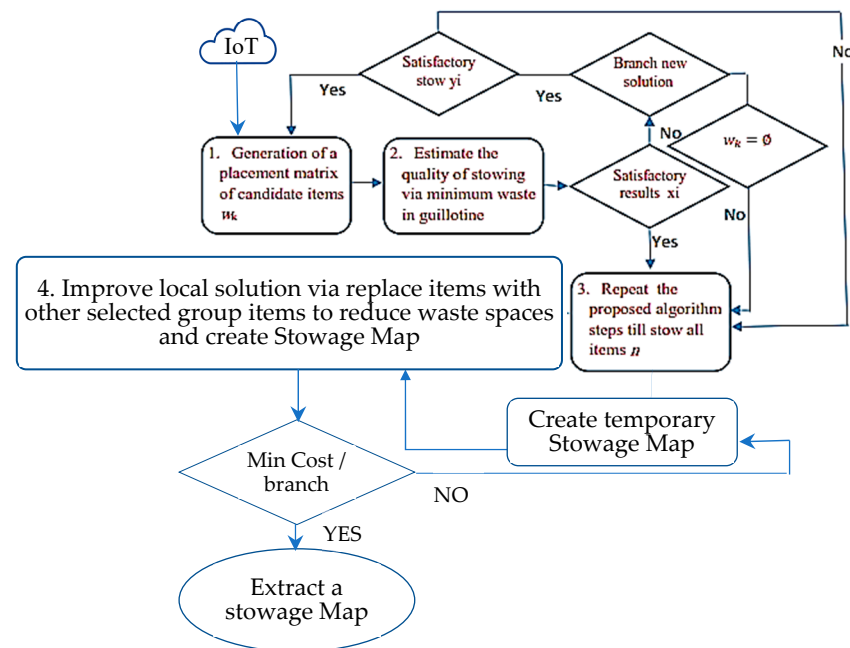 IoT
Satisfactory
stow yi
Branch new
solution
No
Yes
Yes
1. Generation of a
placement matrix
of candidate items
wk
2. Estimate the
quality of stowing
via minimum waste
in guillotine
No
Satisfactory
results xi
wk = ∅
No
Yes
4. Improve local solution via replace items with
other selected group items to reduce waste spaces
and create Stowage Map
3. Repeat the
proposed algorithm
steps till stow all
items n
Create temporary
Stowage Map
Min Cost /
branch
NO
YES
Extract a
stowage Map